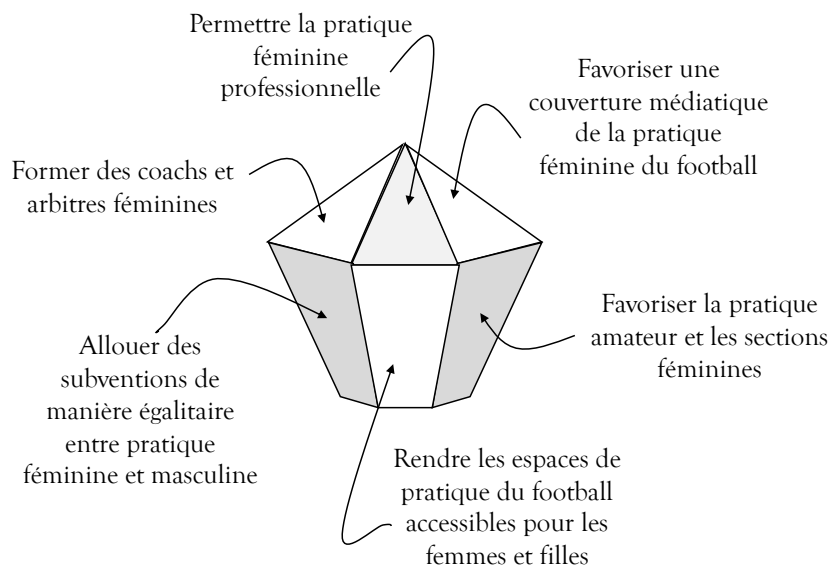 Permettre la pratique
féminine
professionnelle
Favoriser une
couverture médiatique
de la pratique
féminine du football
Former des coachs et
arbitres féminines
Favoriser la pratique
amateur et les sections
féminines
Allouer des
subventions de
manière égalitaire
entre pratique
féminine et masculine
Rendre les espaces de
pratique du football
accessibles pour les
femmes et filles